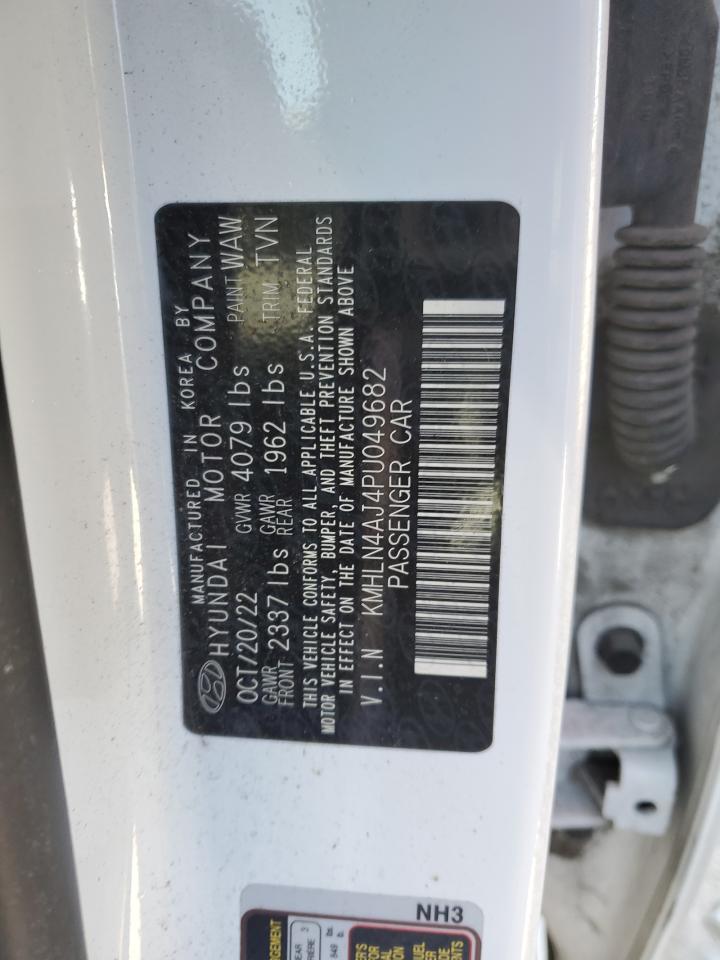 MANUFACTURED IN KOREA BY
HYUNDAI MOTOR COMPANY
OCT/20/22 GVWR 4079 lbs PAINT WAW
GAWR FRONT 2337 lbs GAWR REAR 1962 lbs TRIM TVN
THIS VEHICLE CONFORMS TO ALL APPLICABLE U.S.A. FEDERAL
MOTOR VEHICLE SAFETY, BUMPER, AND THEFT PREVENTION STANDARDS
IN EFFECT ON THE DATE OF MANUFACTURE SHOWN ABOVE
V.I.N KMHLN4AJ4PU049682
PASSENGER CAR
NH3